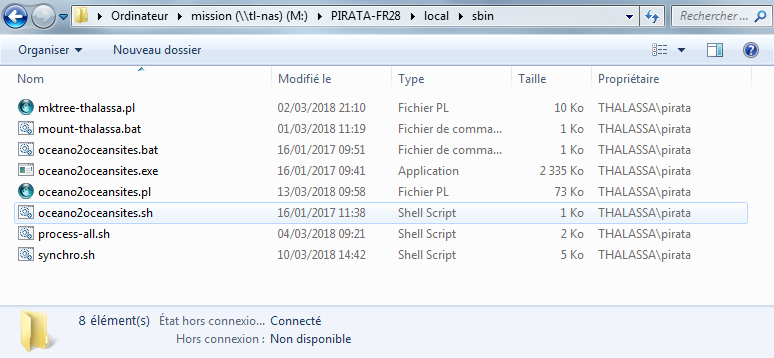 Ordinateur ▸ mission (\\tl-nas) (M:) ▸ PIRATA-FR28 ▸ local ▸ sbin Rechercher ...
Organiser Nouveau dossier
Nom Modifié le Type Taille Propriétaire
mktree-thalassa.pl 02/03/2018 21:10 Fichier PL 10 Ko THALASSA\pirata
mount-thalassa.bat 01/03/2018 11:19 Fichier de comma... 1 Ko THALASSA\pirata
oceano2oceansites.bat 16/01/2017 09:51 Fichier de comma... 1 Ko THALASSA\pirata
oceano2oceansites.exe 16/01/2017 09:41 Application 2 335 Ko THALASSA\pirata
oceano2oceansites.pl 13/03/2018 09:58 Fichier PL 73 Ko THALASSA\pirata
oceano2oceansites.sh 16/01/2017 11:38 Shell Script 1 Ko THALASSA\pirata
process-all.sh 04/03/2018 09:21 Shell Script 2 Ko THALASSA\pirata
synchro.sh 10/03/2018 14:42 Shell Script 5 Ko THALASSA\pirata
8 élément(s) État hors connexio... Connecté
Hors connexion : Non disponible